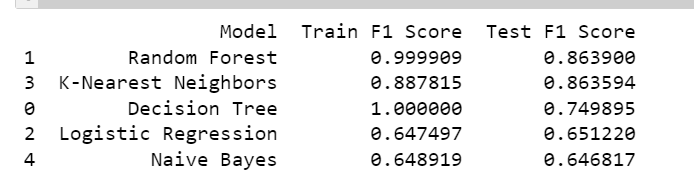 Model Train F1 Score Test F1 Score
1 Random Forest 0.999909 0.863900
3 K-Nearest Neighbors 0.887815 0.863594
0 Decision Tree 1.000000 0.749895
2 Logistic Regression 0.647497 0.651220
4 Naive Bayes 0.648919 0.646817